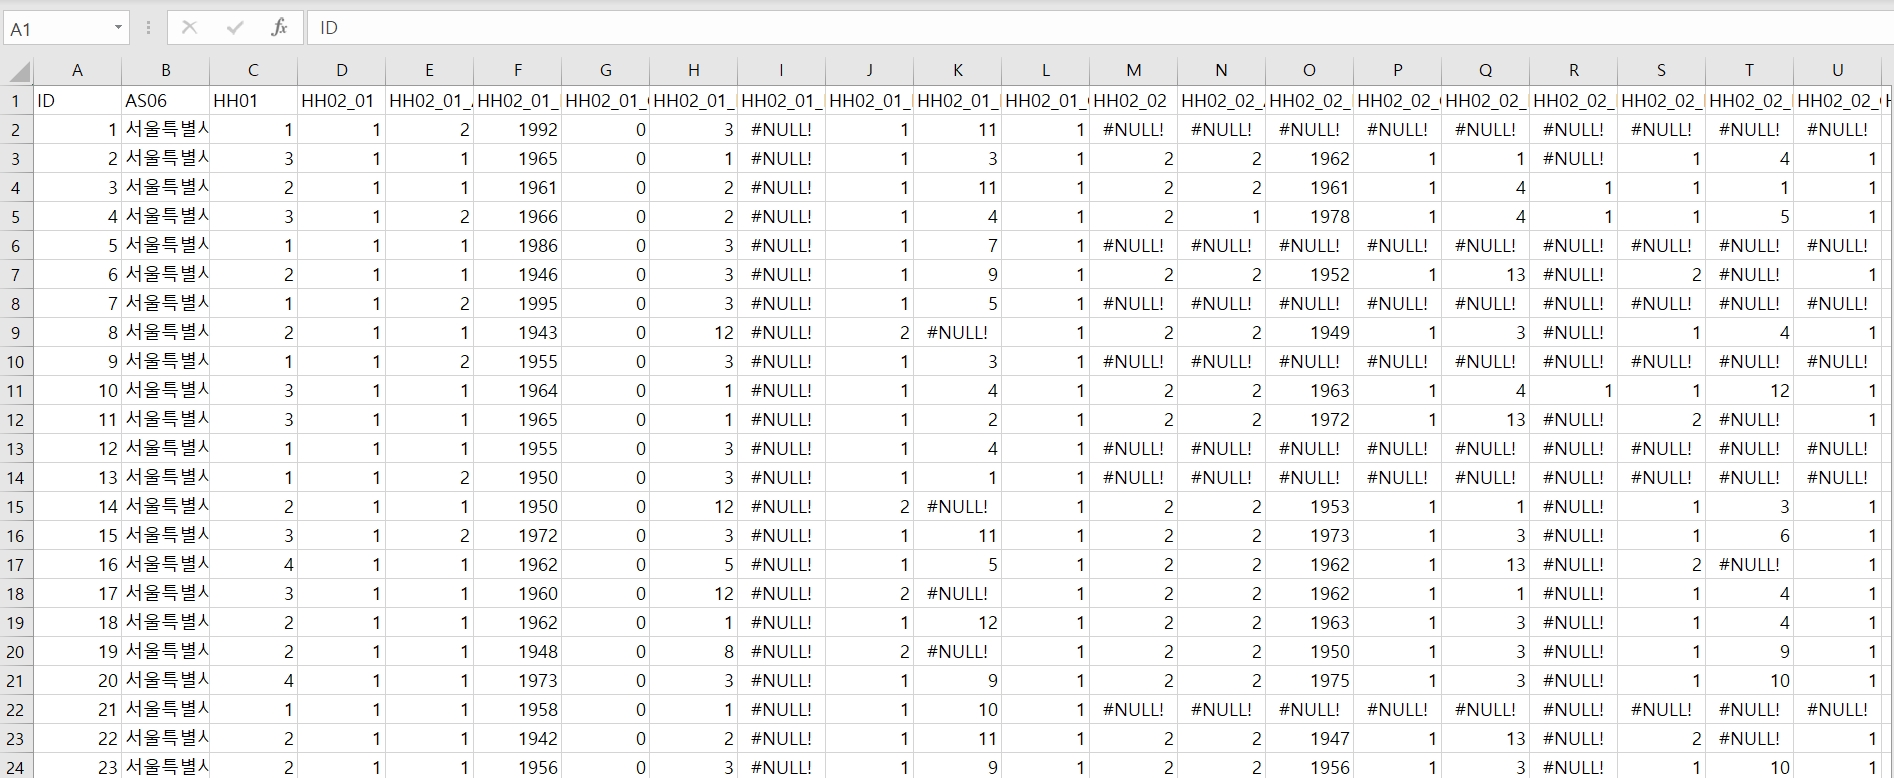 A1 fx ID
A B C D E F G H I J K L M N O P Q R S T U
1 ID AS06 HH01 HH02_01 HH02_01_ HH02_01_ HH02_01_ HH02_01_ HH02_01_ HH02_01_ HH02_01_ HH02_01_ HH02_02 HH02_02_ HH02_02_ HH02_02_ HH02_02_ HH02_02_ HH02_02_ HH02_02_ HH02_02_
2 1 서울특별시 1 1 2 1992 0 3 #NULL! 1 11 1 #NULL! #NULL! #NULL! #NULL! #NULL! #NULL! #NULL! #NULL! #NULL!
3 2 서울특별시 3 1 1 1965 0 1 #NULL! 1 3 1 2 2 1962 1 1 #NULL! 1 4 1
4 3 서울특별시 2 1 1 1961 0 2 #NULL! 1 11 1 2 2 1961 1 4 1 1 1 1
5 4 서울특별시 3 1 2 1966 0 2 #NULL! 1 4 1 2 1 1978 1 4 1 1 5 1
6 5 서울특별시 1 1 1 1986 0 3 #NULL! 1 7 1 #NULL! #NULL! #NULL! #NULL! #NULL! #NULL! #NULL! #NULL! #NULL!
7 6 서울특별시 2 1 1 1946 0 3 #NULL! 1 9 1 2 2 1952 1 13 #NULL! 2 #NULL! 1
8 7 서울특별시 1 1 2 1995 0 3 #NULL! 1 5 1 #NULL! #NULL! #NULL! #NULL! #NULL! #NULL! #NULL! #NULL! #NULL!
9 8 서울특별시 2 1 1 1943 0 12 #NULL! 2 #NULL! 1 2 2 1949 1 3 #NULL! 1 4 1
10 9 서울특별시 1 1 2 1955 0 3 #NULL! 1 3 1 #NULL! #NULL! #NULL! #NULL! #NULL! #NULL! #NULL! #NULL! #NULL!
11 10 서울특별시 3 1 1 1964 0 1 #NULL! 1 4 1 2 2 1963 1 4 1 1 12 1
12 11 서울특별시 3 1 1 1965 0 1 #NULL! 1 2 1 2 2 1972 1 13 #NULL! 2 #NULL! 1
13 12 서울특별시 1 1 1 1955 0 3 #NULL! 1 4 1 #NULL! #NULL! #NULL! #NULL! #NULL! #NULL! #NULL! #NULL! #NULL!
14 13 서울특별시 1 1 2 1950 0 3 #NULL! 1 1 1 #NULL! #NULL! #NULL! #NULL! #NULL! #NULL! #NULL! #NULL! #NULL!
15 14 서울특별시 2 1 1 1950 0 12 #NULL! 2 #NULL! 1 2 2 1953 1 1 #NULL! 1 3 1
16 15 서울특별시 3 1 2 1972 0 3 #NULL! 1 11 1 2 2 1973 1 3 #NULL! 1 6 1
17 16 서울특별시 4 1 1 1962 0 5 #NULL! 1 5 1 2 2 1962 1 13 #NULL! 2 #NULL! 1
18 17 서울특별시 3 1 1 1960 0 12 #NULL! 2 #NULL! 1 2 2 1962 1 1 #NULL! 1 4 1
19 18 서울특별시 2 1 1 1962 0 1 #NULL! 1 12 1 2 2 1963 1 3 #NULL! 1 4 1
20 19 서울특별시 2 1 1 1948 0 8 #NULL! 2 #NULL! 1 2 2 1950 1 3 #NULL! 1 9 1
21 20 서울특별시 4 1 1 1973 0 3 #NULL! 1 9 1 2 2 1975 1 3 #NULL! 1 10 1
22 21 서울특별시 1 1 1 1958 0 1 #NULL! 1 10 1 #NULL! #NULL! #NULL! #NULL! #NULL! #NULL! #NULL! #NULL! #NULL!
23 22 서울특별시 2 1 1 1942 0 2 #NULL! 1 11 1 2 2 1947 1 13 #NULL! 2 #NULL! 1
24 23 서울특별시 2 1 1 1956 0 3 #NULL! 1 9 1 2 2 1956 1 3 #NULL! 1 10 1